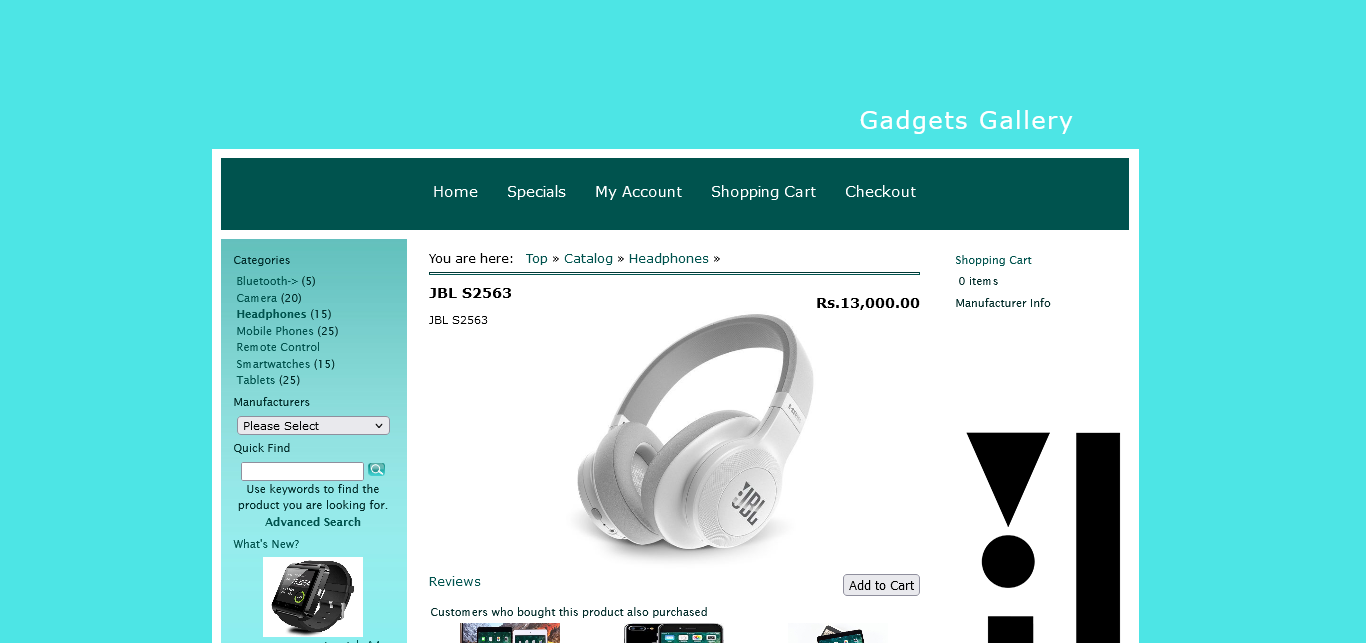 Gadgets Gallery
Home Specials My Account Shopping Cart Checkout
Categories
Bluetooth-> (5)
Camera (20)
Headphones (15)
Mobile Phones (25)
Remote Control
Smartwatches (15)
Tablets (25)
Manufacturers
Please Select
Quick Find
Use keywords to find the
product you are looking for.
Advanced Search
What's New?
You are here: Top » Catalog » Headphones »
JBL S2563
Rs.13,000.00
JBL S2563
JBL
Reviews
Add to Cart
Customers who bought this product also purchased
Shopping Cart
0 items
Manufacturer Info